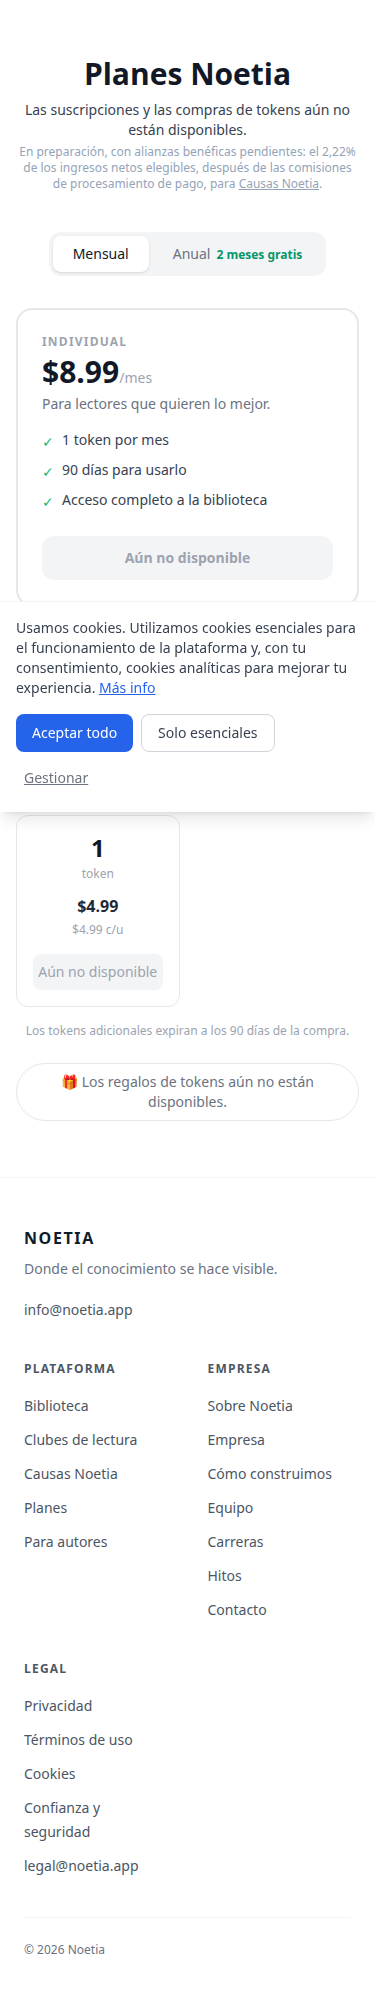 Planes Noetia
Las suscripciones y las compras de tokens aún no
están disponibles.
En preparación, con alianzas benéficas pendientes: el 2,22%
de los ingresos netos elegibles, después de las comisiones
de procesamiento de pago, para Causas Noetia.
Mensual
Anual 2 meses gratis
INDIVIDUAL
$8.99/mes
Para lectores que quieren lo mejor.
✓ 1 token por mes
✓ 90 días para usarlo
✓ Acceso completo a la biblioteca
Aún no disponible
Usamos cookies. Utilizamos cookies esenciales para
el funcionamiento de la plataforma y, con tu
consentimiento, cookies analíticas para mejorar tu
experiencia. Más info
Aceptar todo
Solo esenciales
Gestionar
1
token
$4.99
$4.99 c/u
Aún no disponible
Los tokens adicionales expiran a los 90 días de la compra.
🎁 Los regalos de tokens aún no están
disponibles.
NOETIA
Donde el conocimiento se hace visible.
info@noetia.app
PLATAFORMA
Biblioteca
Clubes de lectura
Causas Noetia
Planes
Para autores
EMPRESA
Sobre Noetia
Empresa
Cómo construimos
Equipo
Carreras
Hitos
Contacto
LEGAL
Privacidad
Términos de uso
Cookies
Confianza y
seguridad
legal@noetia.app
© 2026 Noetia